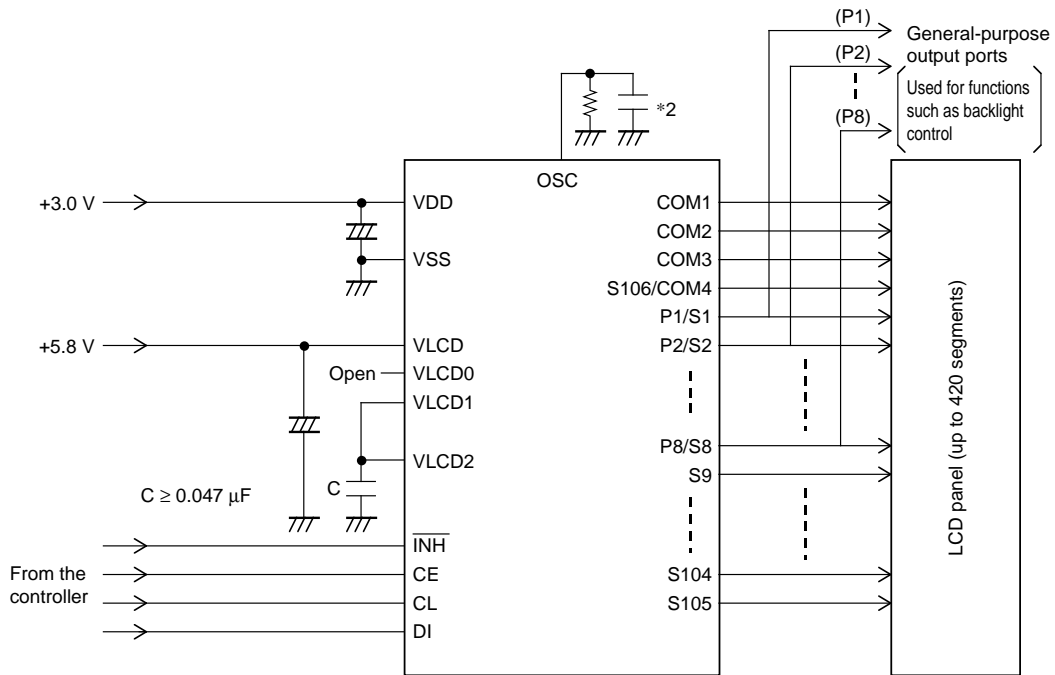 (P1)
General-purpose
output ports
(P2)
Used for functions
such as backlight
control
(P8)
*2
OSC
+3.0 V
VDD
COM1
COM2
VSS
COM3
S106/COM4
P1/S1
+5.8 V
VLCD
P2/S2
Open
VLCD0
VLCD1
VLCD2
P8/S8
S9
C
C ≥ 0.047 μF
LCD panel (up to 420 segments)
INH
From the
controller
CE
S104
CL
S105
DI